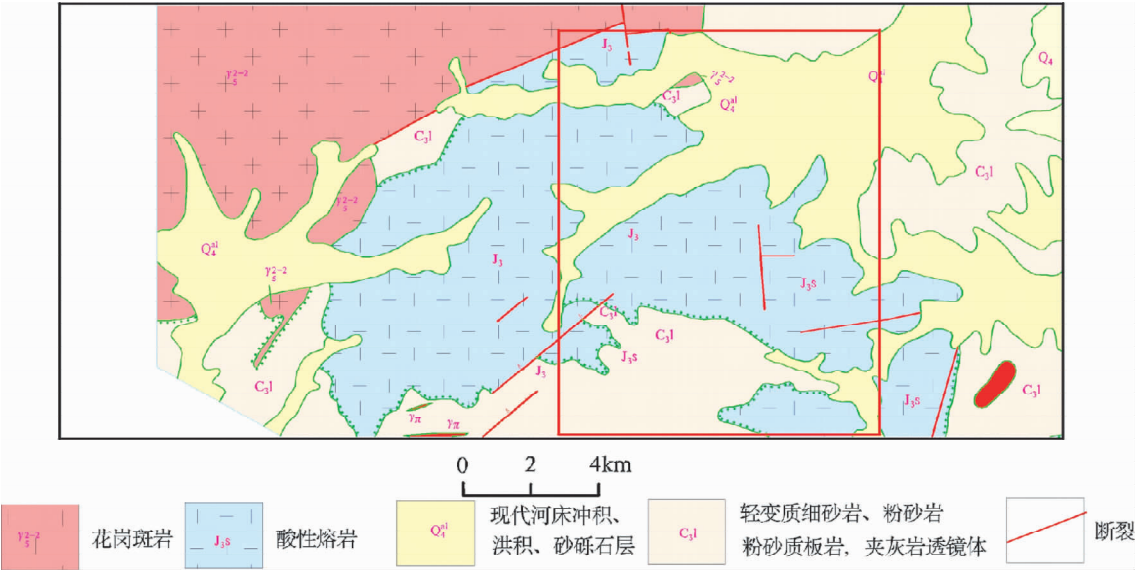 J₃
Q₄
γ₅²⁻²
γ₅²⁻²
Q₄ᵃˡ
C₃l
Q₄ᵃˡ
C₃l
C₃l
γ₅²⁻²
Q₄ᵃˡ
J₃
J₃
γ₅²⁻²
J₃s
C₃l
J₃s
C₃l
J₃
C₃l
J₃s
γπ
γπ
0 2 4km
γ₅²⁻² 花岗斑岩
J₃s 酸性熔岩
Q₄ᵃˡ 现代河床冲积、
洪积、砂砾石层
C₃l 轻变质细砂岩、粉砂岩
粉砂质板岩，夹灰岩透镜体
断裂